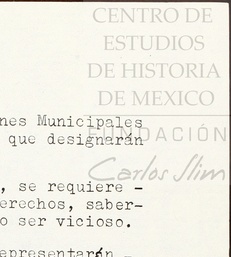 CENTRO DE
ESTUDIOS
DE HISTORIA
DE MEXICO
FUNDACIÓN
Carlos Slim
nes Municipales
que designarán
, se requiere -
erechos, saber-
o ser vicioso.
epresentarán -